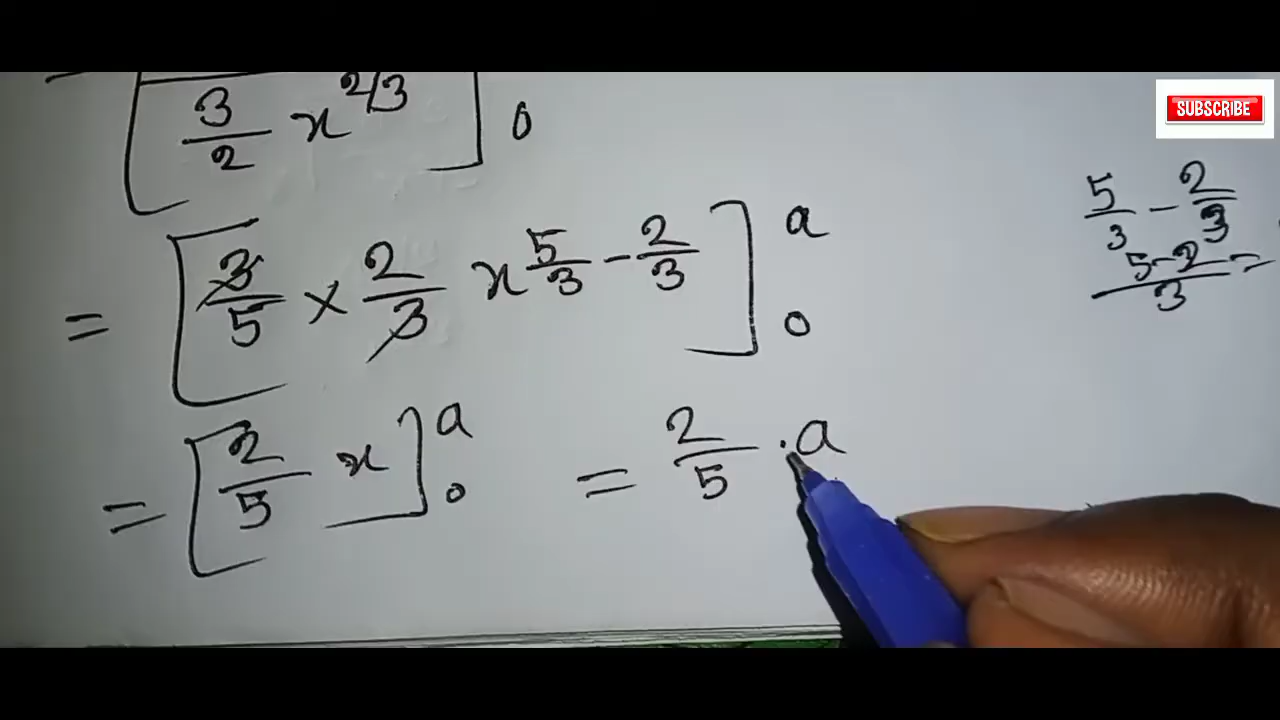 3/2 x^2/3 ] 0
SUBSCRIBE
5/3 - 2/3
5-2/3 =
= [ 3/5 × 2/3 x^5/3 - 2/3 ] a 0
= [ 2/5 x ] a 0 = 2/5 · a